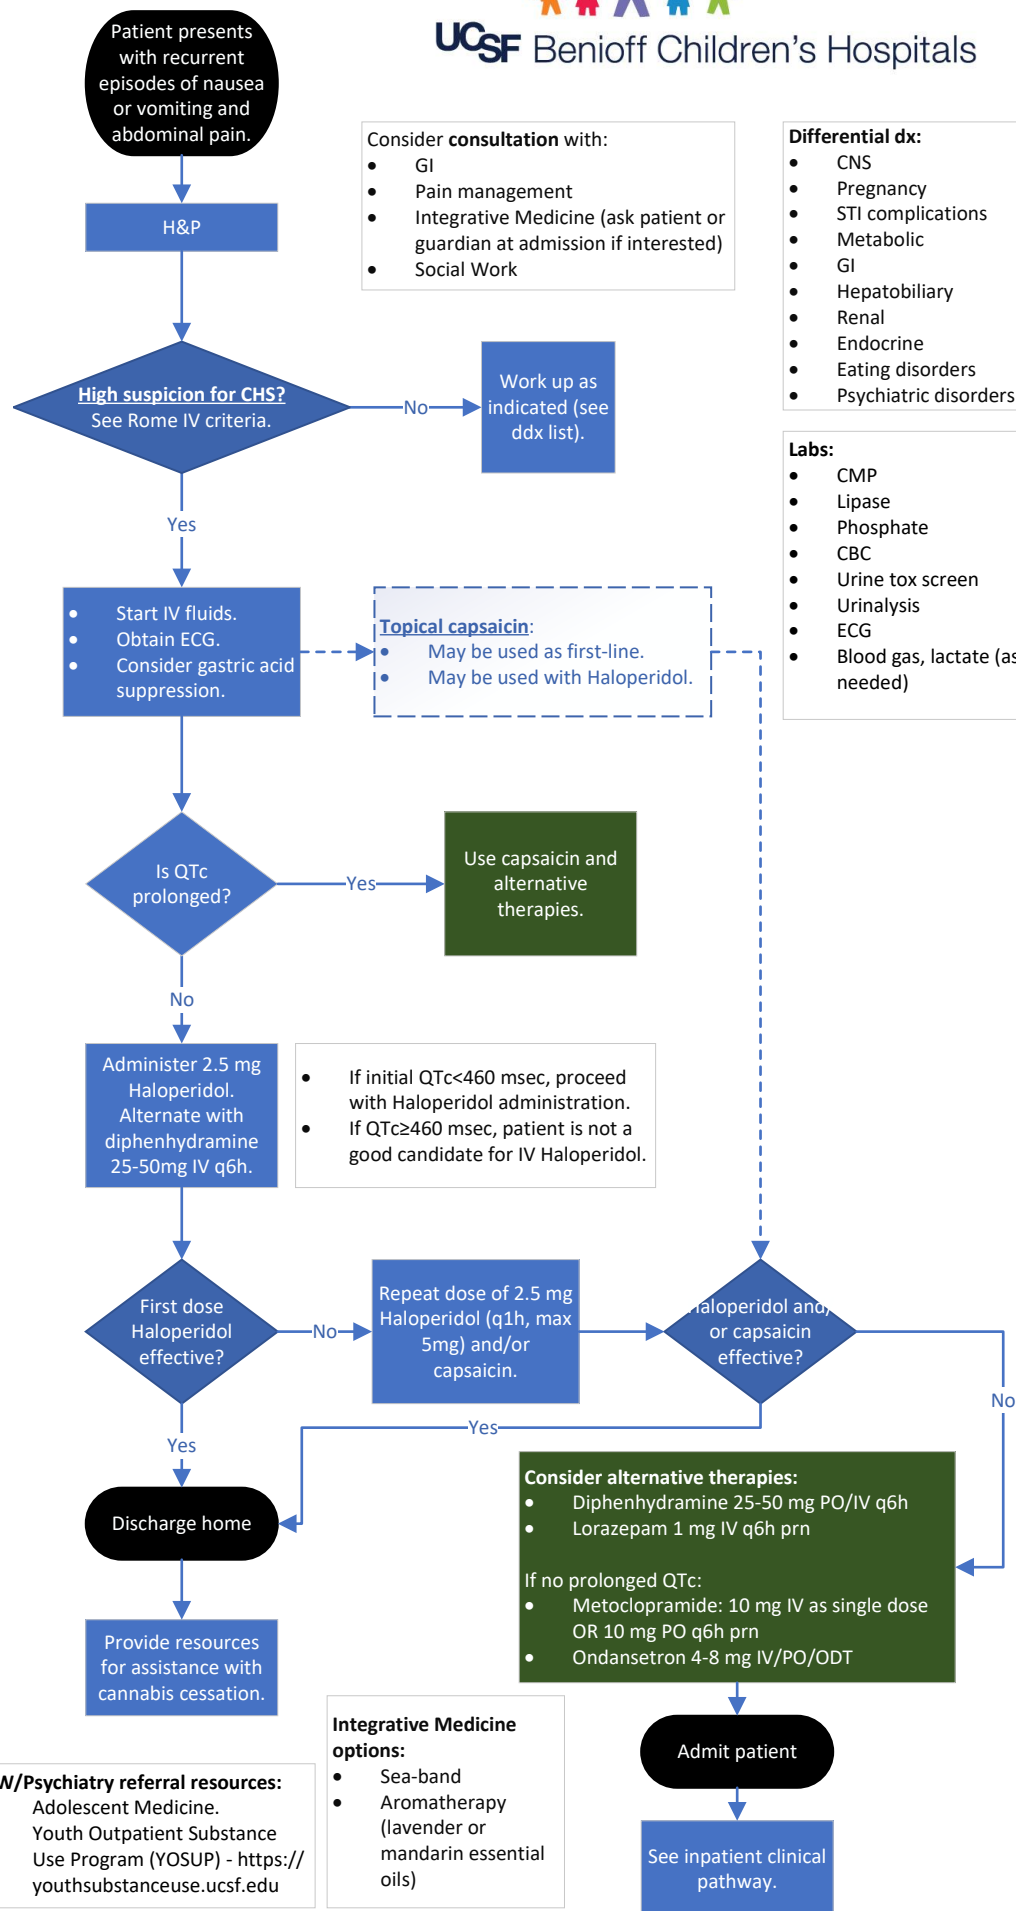 Patient presents
with recurrent
episodes of nausea
or vomiting and
abdominal pain.
UCSF Benioff Children's Hospitals
H&P
Consider consultation with:
• GI
• Pain management
• Integrative Medicine (ask patient or
guardian at admission if interested)
• Social Work
Differential dx:
• CNS
• Pregnancy
• STI complications
• Metabolic
• GI
• Hepatobiliary
• Renal
• Endocrine
• Eating disorders
• Psychiatric disorders
High suspicion for CHS?
See Rome IV criteria.
No
Work up as
indicated (see
ddx list).
Labs:
• CMP
• Lipase
• Phosphate
• CBC
• Urine tox screen
• Urinalysis
• ECG
• Blood gas, lactate (as
needed)
Yes
• Start IV fluids.
• Obtain ECG.
• Consider gastric acid
suppression.
Topical capsaicin:
• May be used as first-line.
• May be used with Haloperidol.
Is QTc
prolonged?
Yes
Use capsaicin and
alternative
therapies.
No
Administer 2.5 mg
Haloperidol.
Alternate with
diphenhydramine
25-50mg IV q6h.
• If initial QTc<460 msec, proceed
with Haloperidol administration.
• If QTc≥460 msec, patient is not a
good candidate for IV Haloperidol.
First dose
Haloperidol
effective?
No
Repeat dose of 2.5 mg
Haloperidol (q1h, max
5mg) and/or
capsaicin.
aloperidol and/
or capsaicin
effective?
No
Yes
Yes
Discharge home
Consider alternative therapies:
• Diphenhydramine 25-50 mg PO/IV q6h
• Lorazepam 1 mg IV q6h prn
If no prolonged QTc:
• Metoclopramide: 10 mg IV as single dose
OR 10 mg PO q6h prn
• Ondansetron 4-8 mg IV/PO/ODT
Provide resources
for assistance with
cannabis cessation.
Admit patient
See inpatient clinical
pathway.
Integrative Medicine
options:
• Sea-band
• Aromatherapy
(lavender or
mandarin essential
oils)
W/Psychiatry referral resources:
Adolescent Medicine.
Youth Outpatient Substance
Use Program (YOSUP) - https://
youthsubstanceuse.ucsf.edu